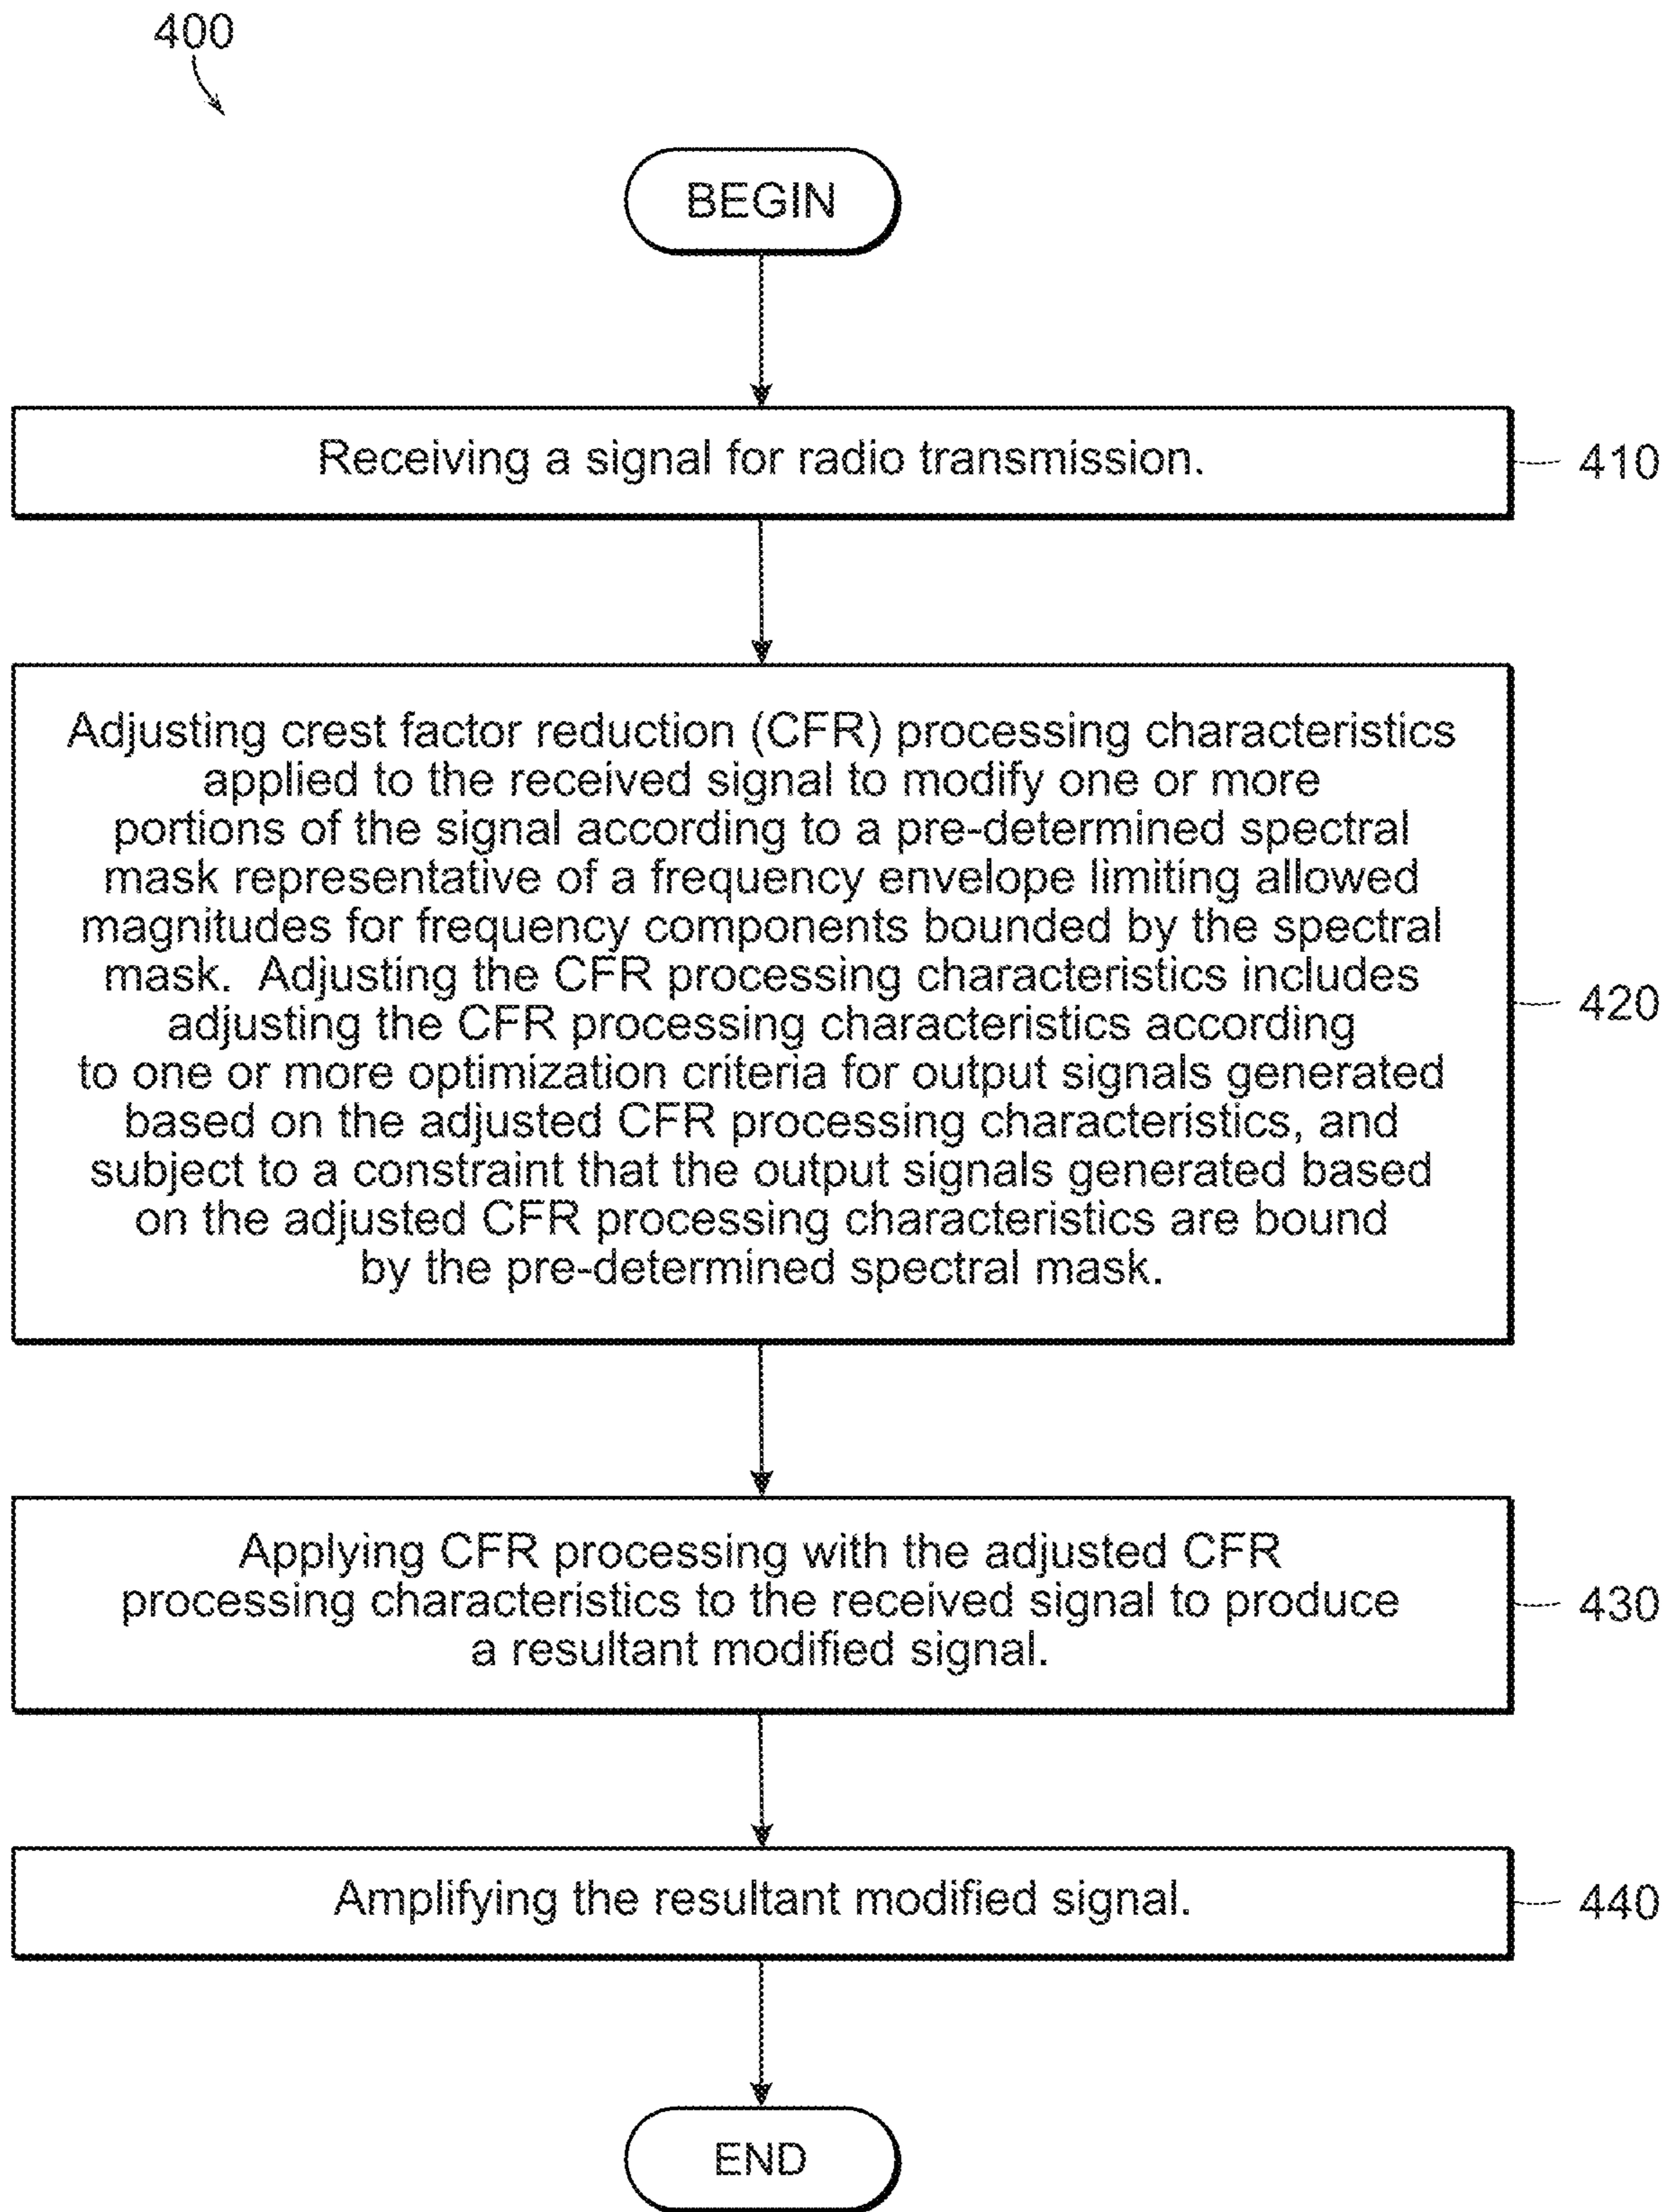 400
BEGIN
Receiving a signal for radio transmission.
410
Adjusting crest factor reduction (CFR) processing characteristics
applied to the received signal to modify one or more
portions of the signal according to a pre-determined spectral
mask representative of a frequency envelope limiting allowed
magnitudes for frequency components bounded by the spectral
mask.  Adjusting the CFR processing characteristics includes
adjusting the CFR processing characteristics according
to one or more optimization criteria for output signals generated
based on the adjusted CFR processing characteristics, and
subject to a constraint that the output signals generated based
on the adjusted CFR processing characteristics are bound
by the pre-determined spectral mask.
420
Applying CFR processing with the adjusted CFR
processing characteristics to the received signal to produce
a resultant modified signal.
430
Amplifying the resultant modified signal.
440
END